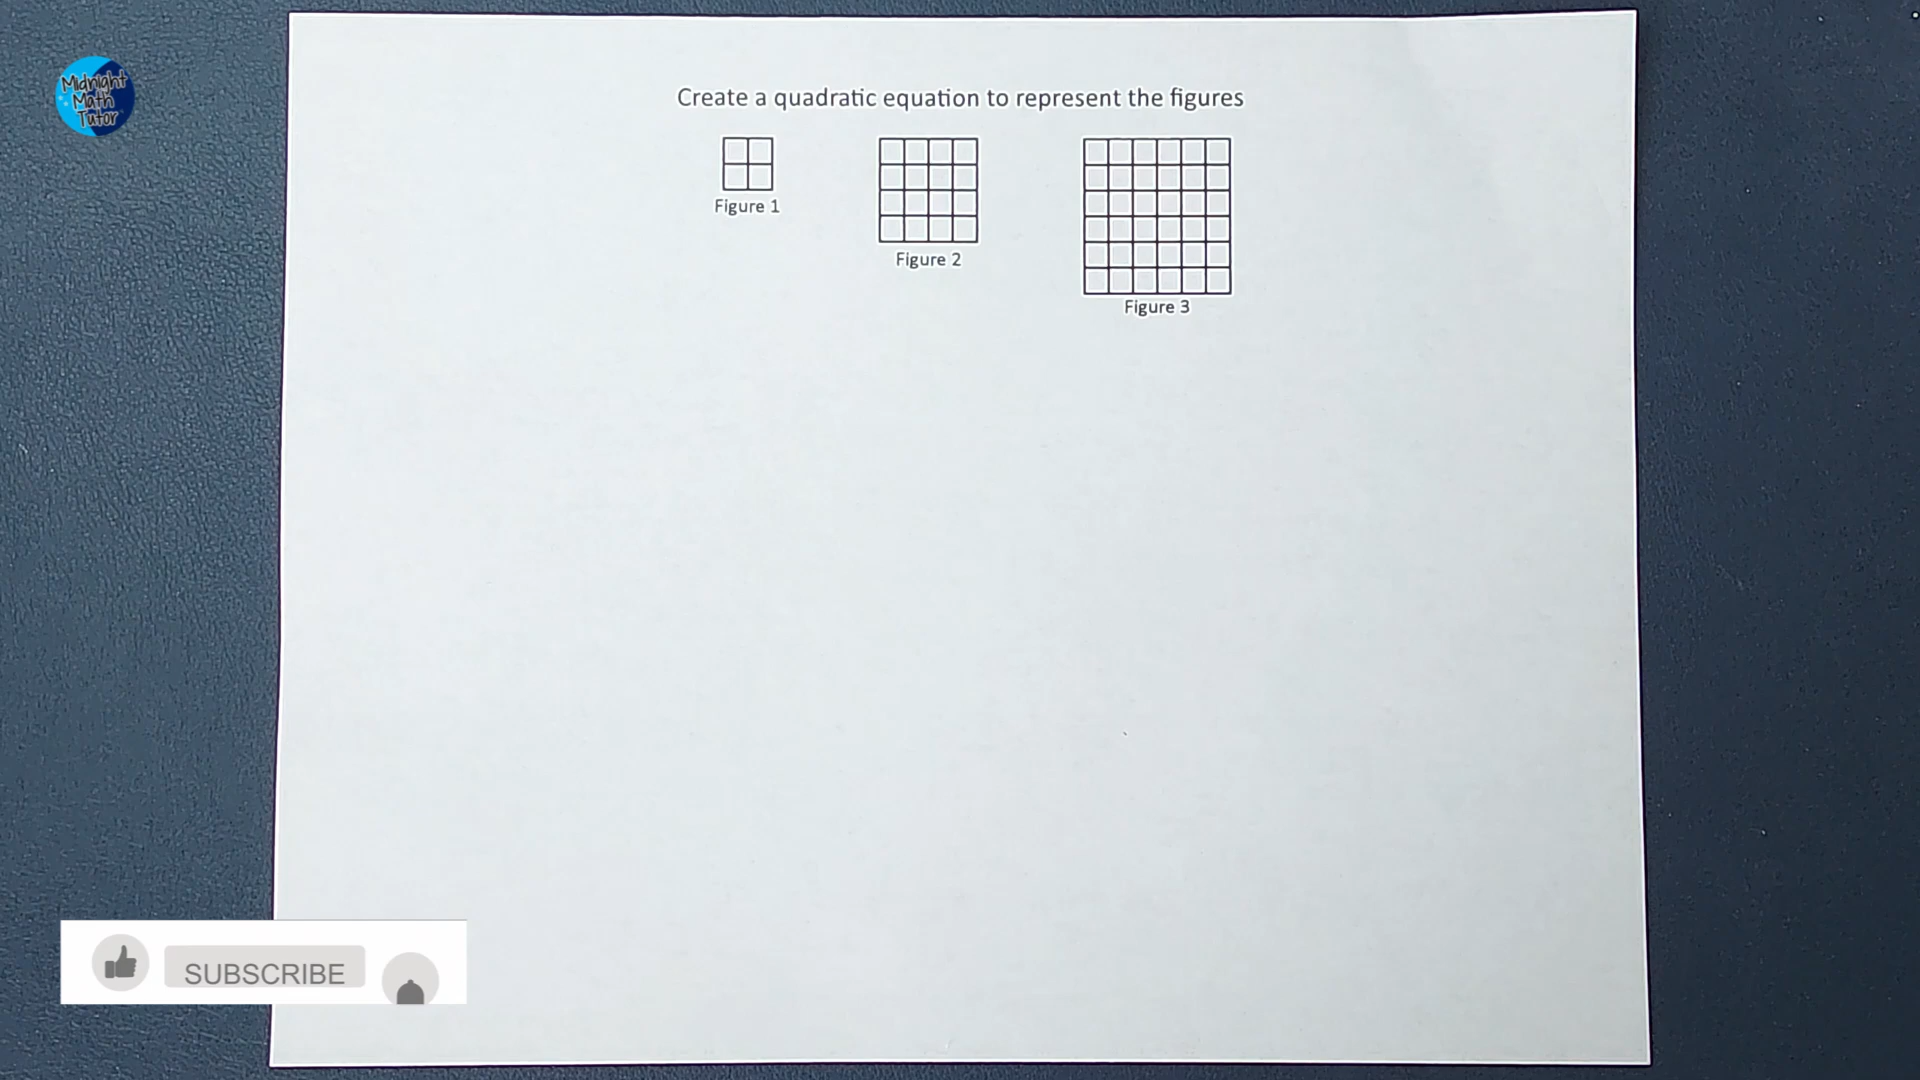 Midnight
Math
Tutor
Create a quadratic equation to represent the figures
Figure 1
Figure 2
Figure 3
SUBSCRIBE